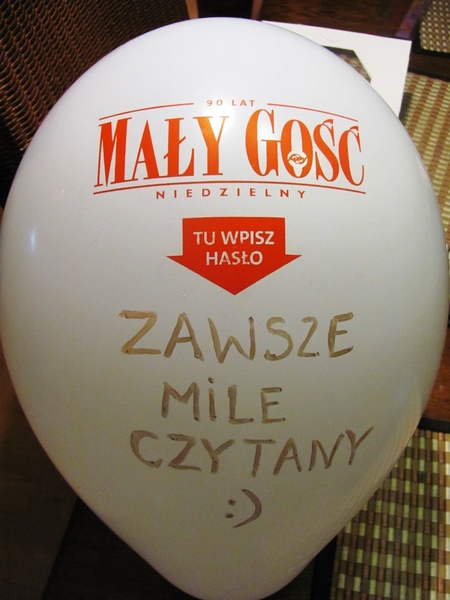 90 LAT
MAŁY GOŚĆ
NIEDZIELNY
TU WPISZ
HASŁO
ZAWSZE
MiLE
CZYTANY
:)